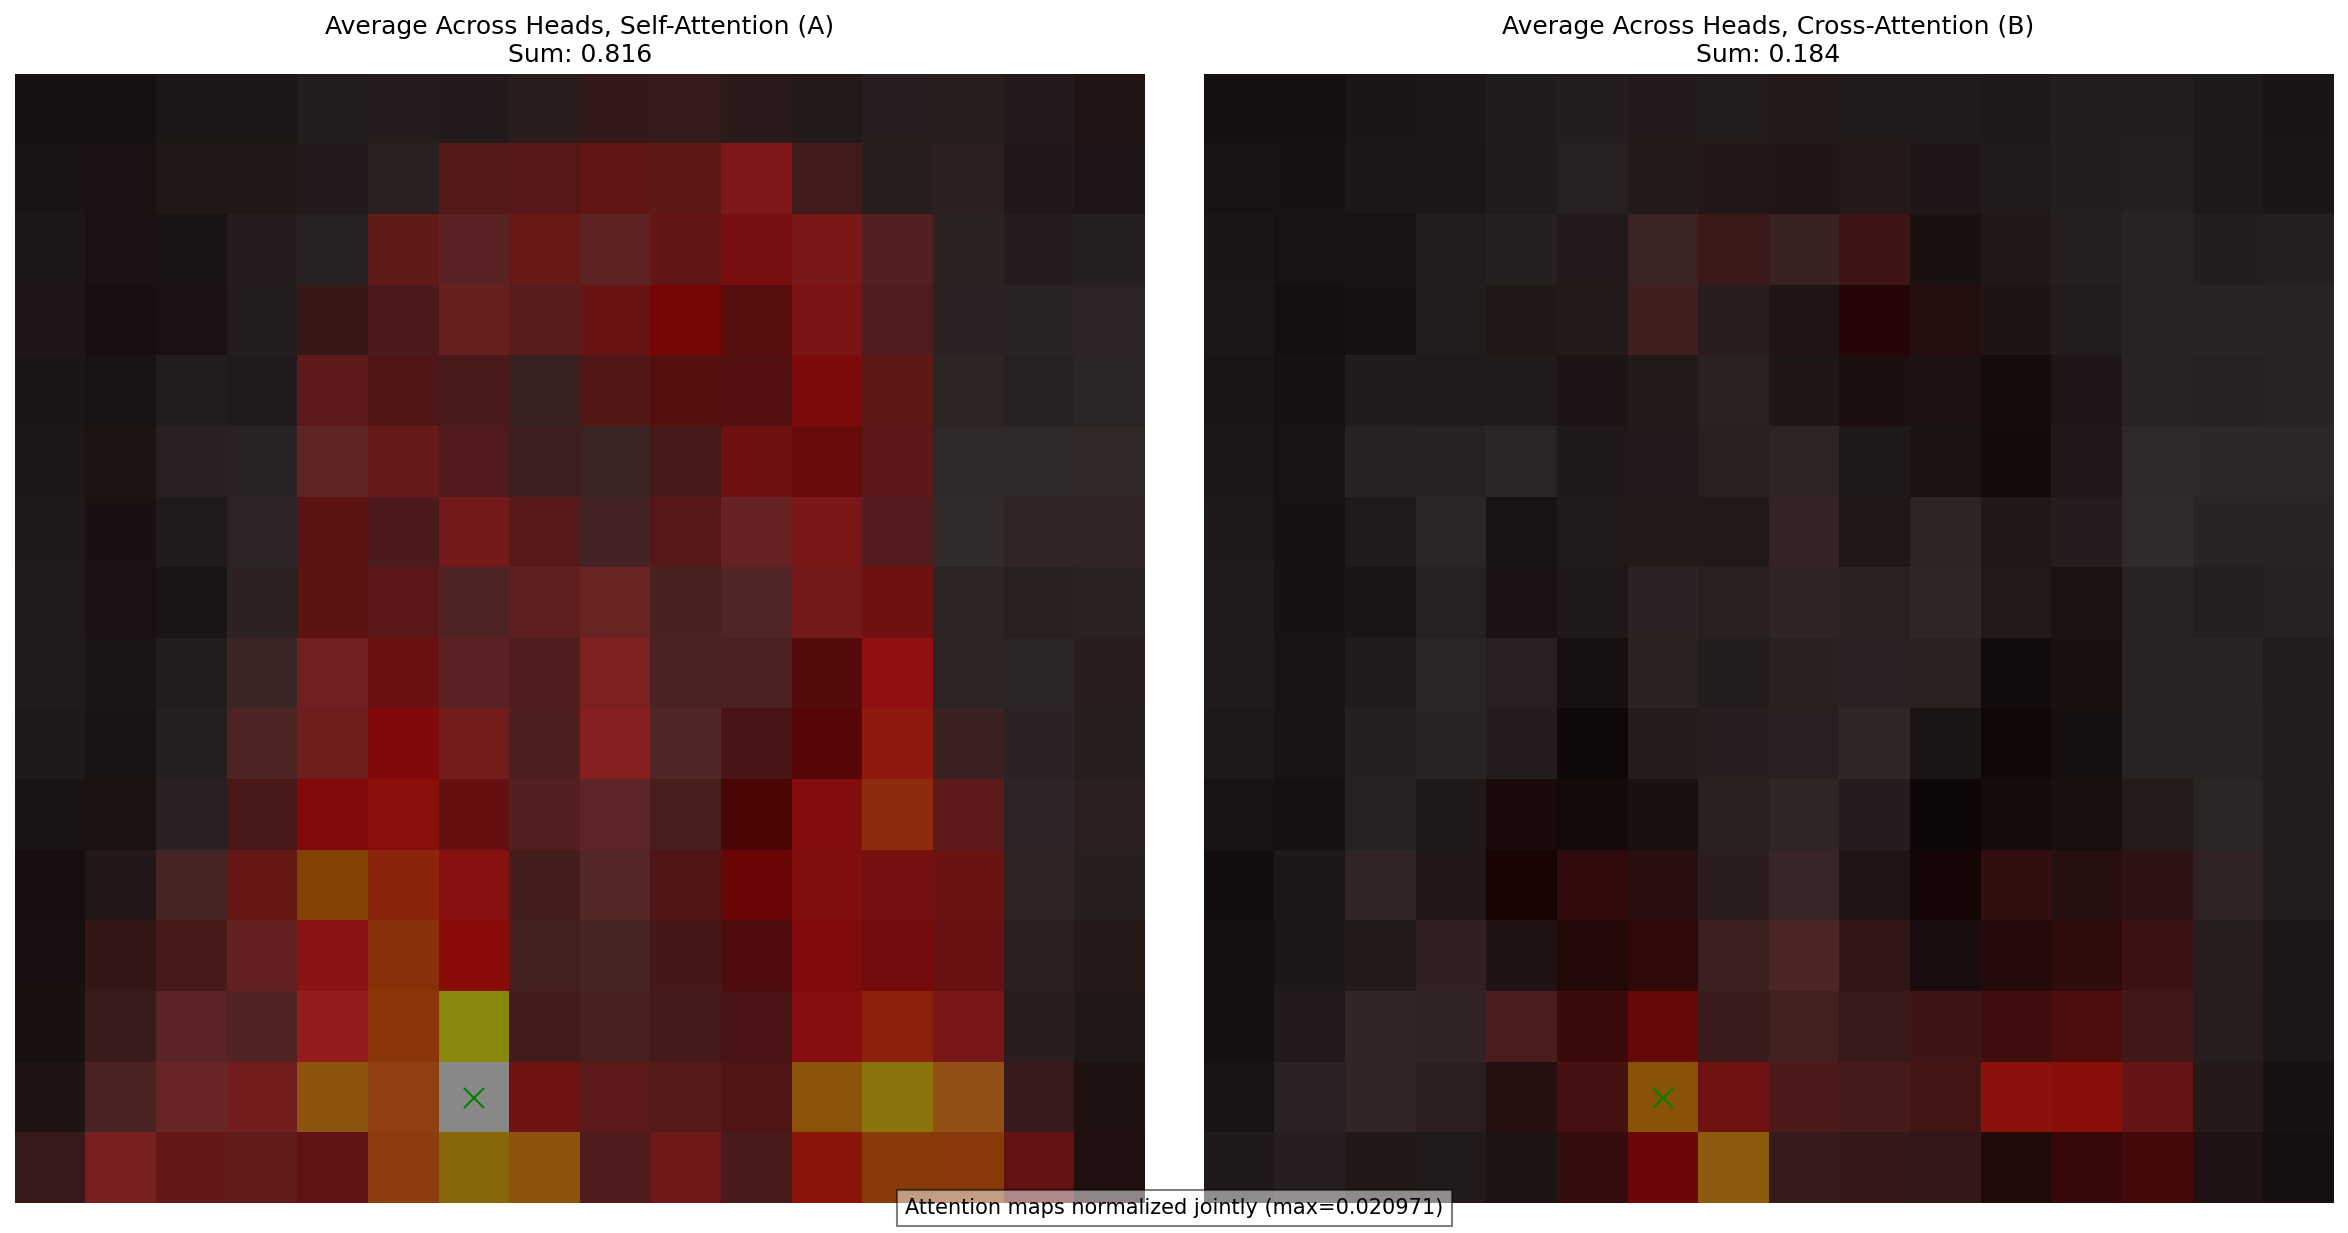 Average Across Heads, Self-Attention (A)
Sum: 0.816
Average Across Heads, Cross-Attention (B)
Sum: 0.184
Attention maps normalized jointly (max=0.020971)